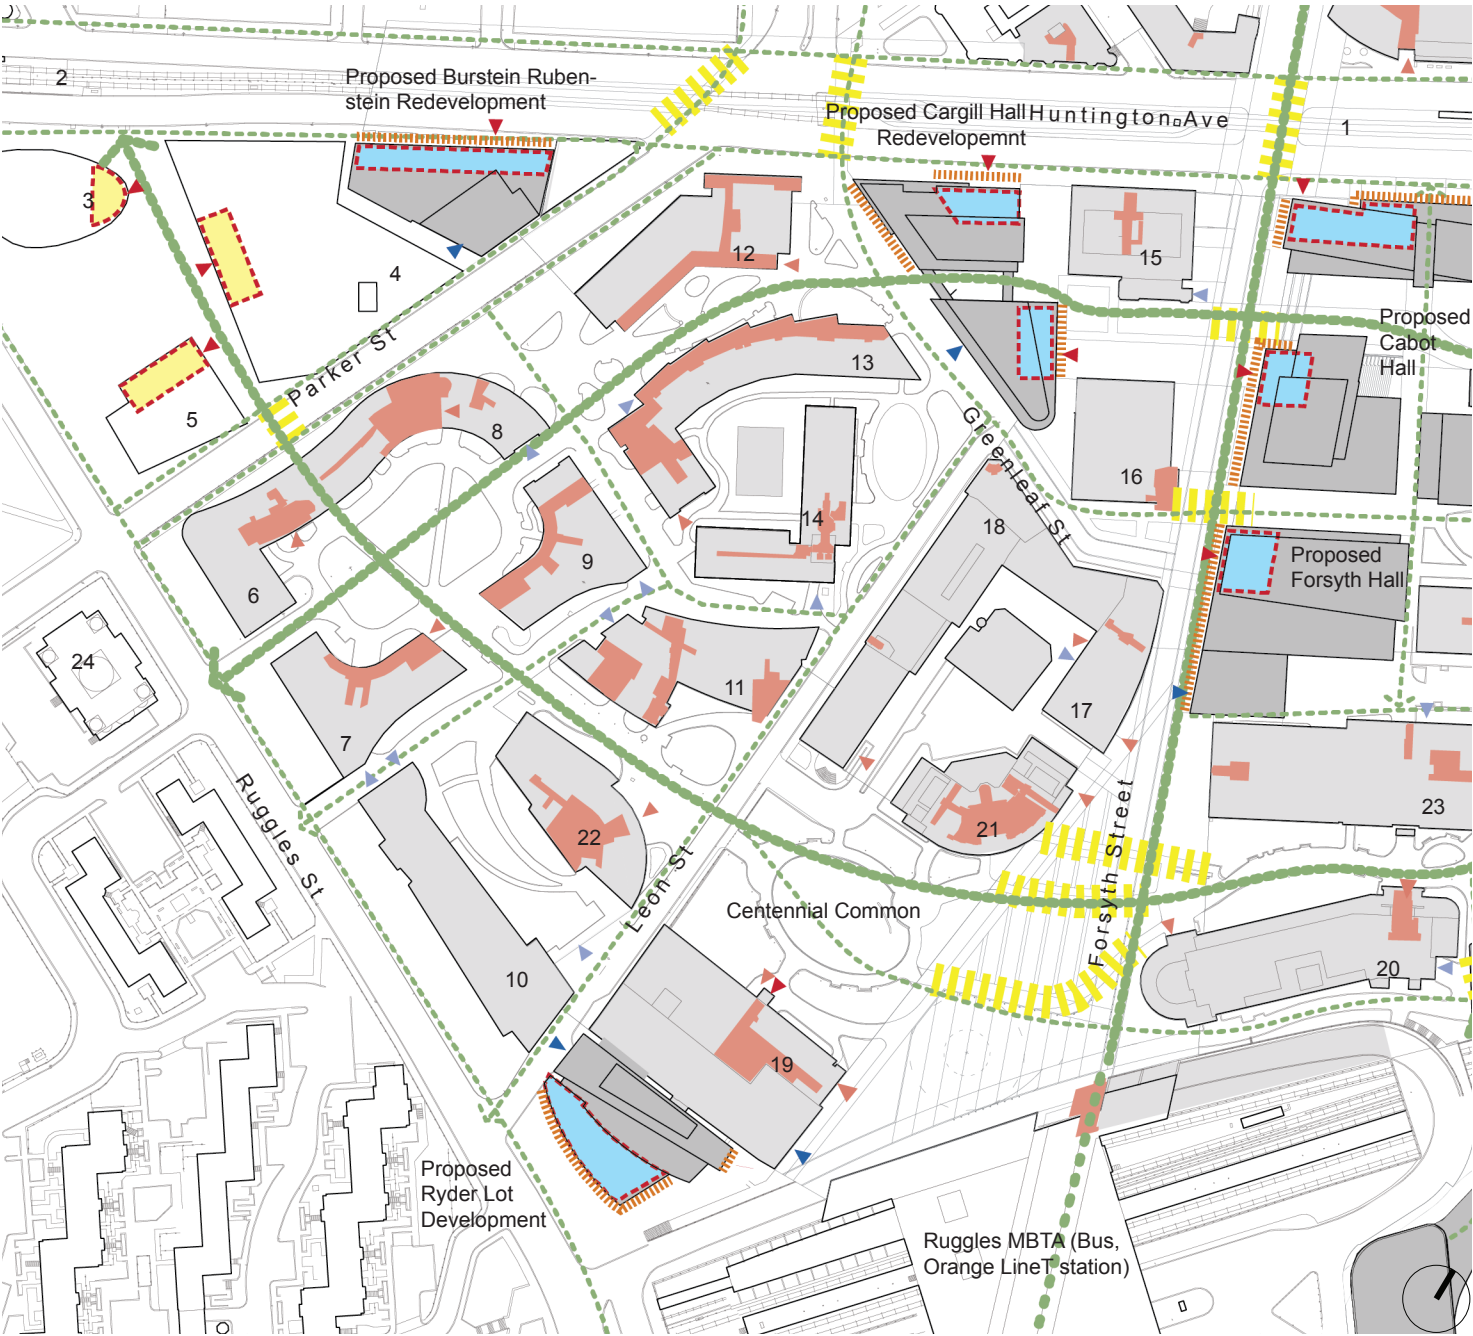 2
Proposed Burstein Ruben-
stein Redevelopment
Proposed Cargill Hall
Redevelopemnt
Huntington Ave
1
3
4
12
15
Proposed
Cabot
Hall
Parker St
13
5
8
Greenleaf St
16
14
18
9
Proposed
Forsyth Hall
6
24
11
17
7
Ruggles St
23
22
21
Forsyth Street
Leon St
Centennial Common
20
10
19
Proposed
Ryder Lot
Development
Ruggles MBTA (Bus,
Orange LineT station)